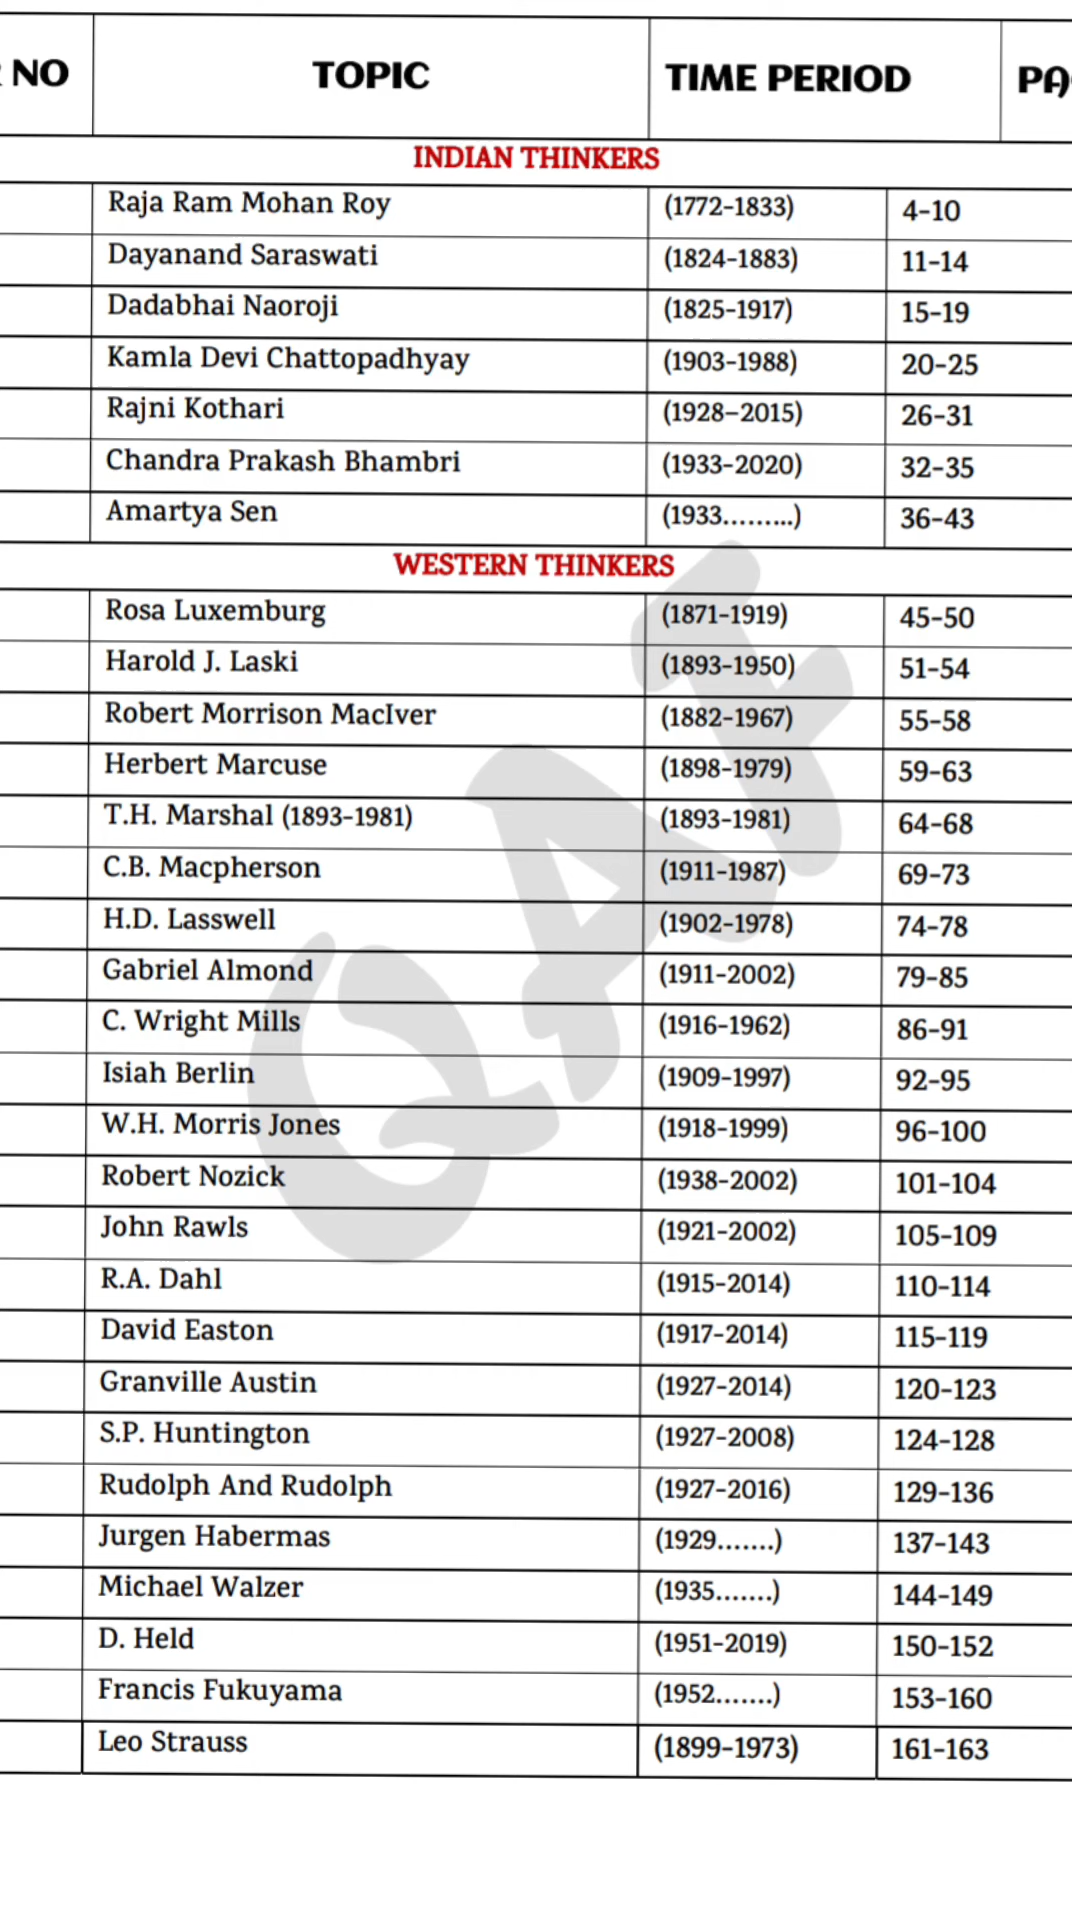 NO TOPIC TIME PERIOD
INDIAN THINKERS
Raja Ram Mohan Roy (1772-1833) 4-10
Dayanand Saraswati (1824-1883) 11-14
Dadabhai Naoroji (1825-1917) 15-19
Kamla Devi Chattopadhyay (1903-1988) 20-25
Rajni Kothari (1928–2015) 26-31
Chandra Prakash Bhambri (1933-2020) 32-35
Amartya Sen (1933.........) 36-43
WESTERN THINKERS
Rosa Luxemburg (1871-1919) 45-50
Harold J. Laski (1893-1950) 51-54
Robert Morrison MacIver (1882-1967) 55-58
Herbert Marcuse (1898-1979) 59-63
T.H. Marshal (1893-1981) (1893-1981) 64-68
C.B. Macpherson (1911-1987) 69-73
H.D. Lasswell (1902-1978) 74-78
Gabriel Almond (1911-2002) 79-85
C. Wright Mills (1916-1962) 86-91
Isiah Berlin (1909-1997) 92-95
W.H. Morris Jones (1918-1999) 96-100
Robert Nozick (1938-2002) 101-104
John Rawls (1921-2002) 105-109
R.A. Dahl (1915-2014) 110-114
David Easton (1917-2014) 115-119
Granville Austin (1927-2014) 120-123
S.P. Huntington (1927-2008) 124-128
Rudolph And Rudolph (1927-2016) 129-136
Jurgen Habermas (1929.......) 137-143
Michael Walzer (1935.......) 144-149
D. Held (1951-2019) 150-152
Francis Fukuyama (1952.......) 153-160
Leo Strauss (1899-1973) 161-163
QAF